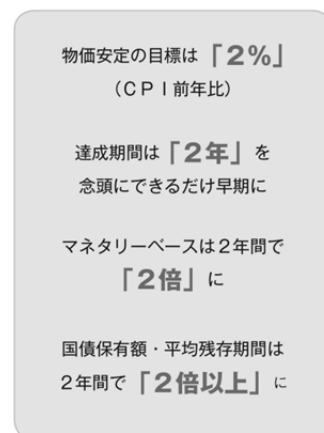 物価安定の目標は「２％」
（ＣＰＩ前年比）
達成期間は「２年」を
念頭にできるだけ早期に
マネタリーベースは２年間で
「２倍」に
国債保有額・平均残存期間は
２年間で「２倍以上」に